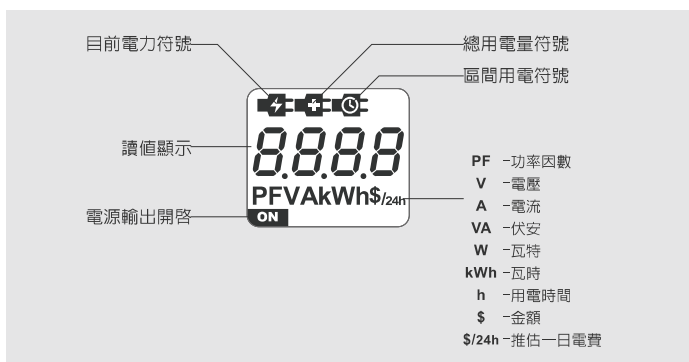 目前電力符號
總用電量符號
區間用電符號
讀值顯示
8.8.8.8
PFVAkWh$/24h
電源輸出開啓
ON
PF -功率因數
V -電壓
A -電流
VA -伏安
W -瓦特
kWh -瓦時
h -用電時間
$ -金額
$/24h -推估一日電費